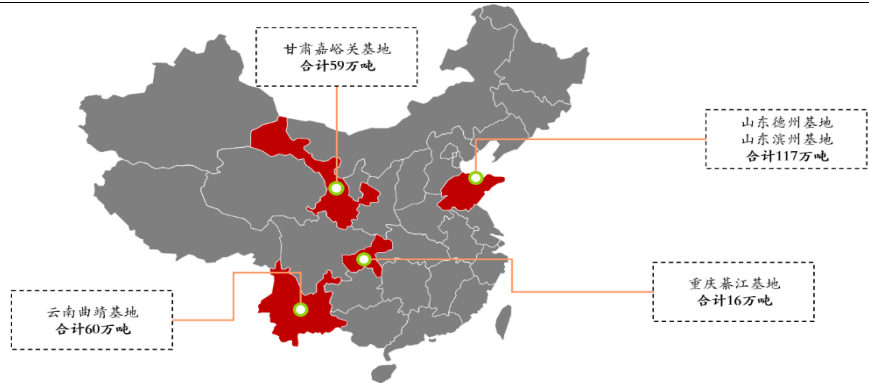 甘肃嘉峪关基地
合计59万吨
山东德州基地
山东滨州基地
合计117万吨
重庆綦江基地
合计16万吨
云南曲靖基地
合计60万吨